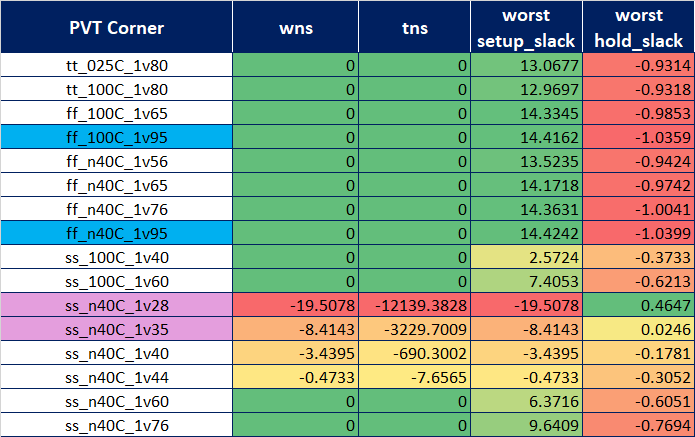 PVT Corner wns tns worst setup_slack worst hold_slack
tt_025C_1v80 0 0 13.0677 -0.9314
tt_100C_1v80 0 0 12.9697 -0.9318
ff_100C_1v65 0 0 14.3345 -0.9853
ff_100C_1v95 0 0 14.4162 -1.0359
ff_n40C_1v56 0 0 13.5235 -0.9424
ff_n40C_1v65 0 0 14.1718 -0.9742
ff_n40C_1v76 0 0 14.3631 -1.0041
ff_n40C_1v95 0 0 14.4242 -1.0399
ss_100C_1v40 0 0 2.5724 -0.3733
ss_100C_1v60 0 0 7.4053 -0.6213
ss_n40C_1v28 -19.5078 -12139.3828 -19.5078 0.4647
ss_n40C_1v35 -8.4143 -3229.7009 -8.4143 0.0246
ss_n40C_1v40 -3.4395 -690.3002 -3.4395 -0.1781
ss_n40C_1v44 -0.4733 -7.6565 -0.4733 -0.3052
ss_n40C_1v60 0 0 6.3716 -0.6051
ss_n40C_1v76 0 0 9.6409 -0.7694